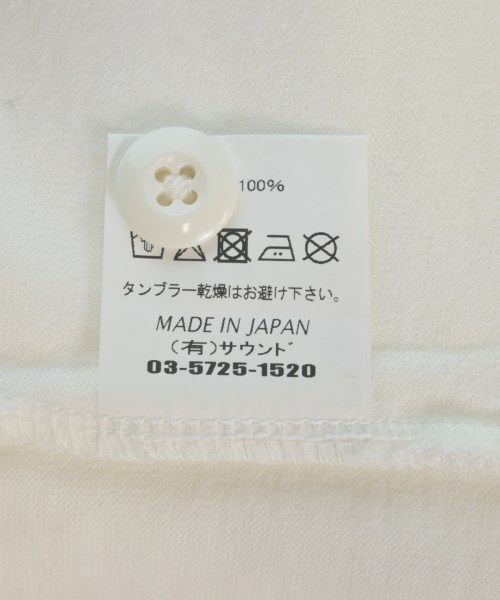 100%
タンブラー乾燥はお避け下さい。
MADE IN JAPAN
(有)サウンド
03-5725-1520